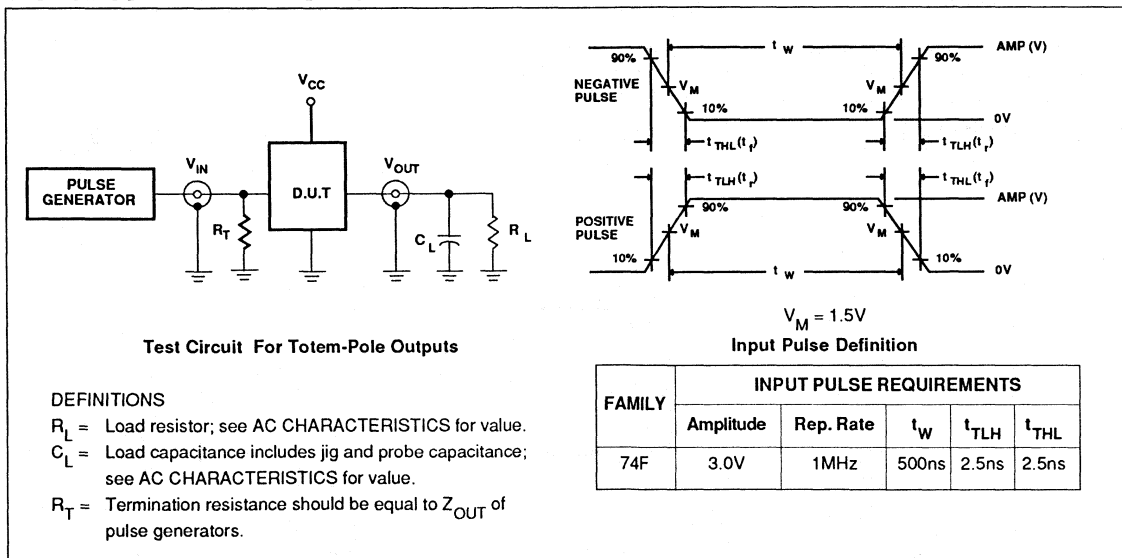 V_CC
V_IN
V_OUT
PULSE
GENERATOR
D.U.T
R_T
C_L
R_L
Test Circuit For Totem-Pole Outputs
DEFINITIONS
R_L = Load resistor; see AC CHARACTERISTICS for value.
C_L = Load capacitance includes jig and probe capacitance;
see AC CHARACTERISTICS for value.
R_T = Termination resistance should be equal to Z_OUT of
pulse generators.
t_W
AMP (V)
90%
90%
NEGATIVE
PULSE
V_M
V_M
10%
10%
0V
t_THL(t_f)
t_TLH(t_r)
t_TLH(t_r)
t_THL(t_f)
AMP (V)
90%
90%
POSITIVE
PULSE
V_M
V_M
10%
10%
t_W
0V
V_M = 1.5V
Input Pulse Definition
FAMILY
INPUT PULSE REQUIREMENTS
Amplitude Rep. Rate t_W t_TLH t_THL
74F 3.0V 1MHz 500ns 2.5ns 2.5ns